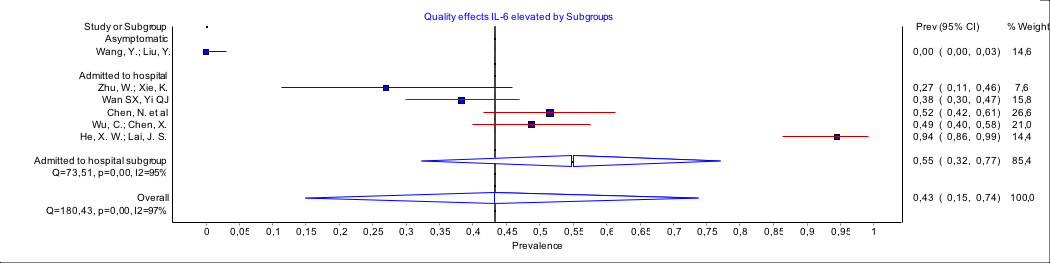 Quality effects IL-6 elevated by Subgroups
Study or Subgroup Prev (95% CI) % Weight
Asymptomatic
Wang, Y.; Liu, Y. 0,00 ( 0,00, 0,03) 14,6
Admitted to hospital
Zhu, W.; Xie, K. 0,27 ( 0,11, 0,46) 7,6
Wan SX, Yi QJ 0,38 ( 0,30, 0,47) 15,8
Chen, N. et al 0,52 ( 0,42, 0,61) 26,6
Wu, C.; Chen, X. 0,49 ( 0,40, 0,58) 21,0
He, X. W.; Lai, J. S. 0,94 ( 0,86, 0,99) 14,4
Admitted to hospital subgroup 0,55 ( 0,32, 0,77) 85,4
Q=73,51, p=0,00, I2=95%
Overall 0,43 ( 0,15, 0,74) 100,0
Q=180,43, p=0,00, I2=97%
0 0,05 0,1 0,15 0,2 0,25 0,3 0,35 0,4 0,45 0,5 0,55 0,6 0,65 0,7 0,75 0,8 0,85 0,9 0,95 1
Prevalence